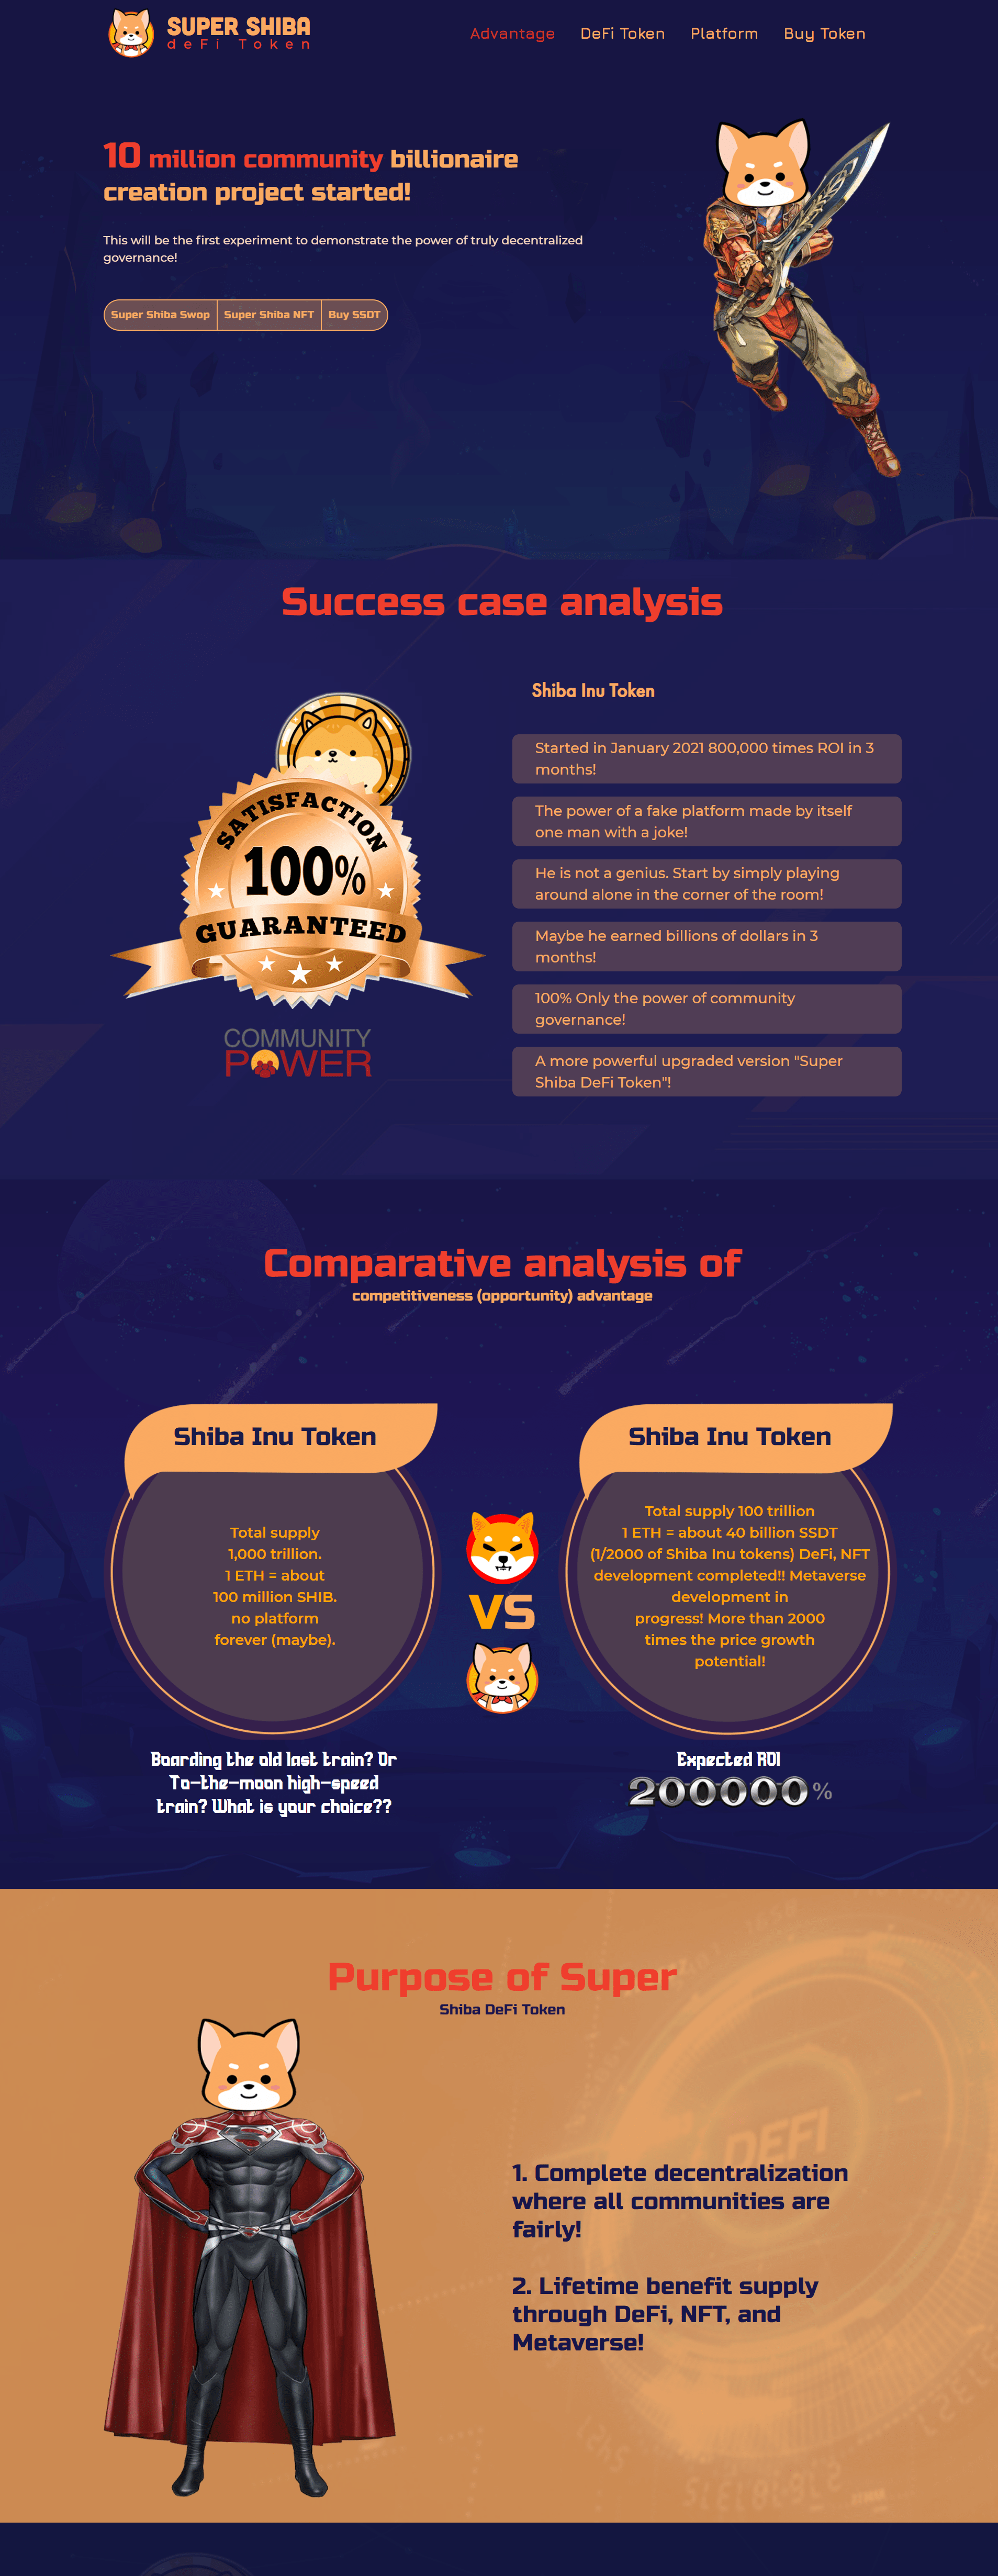 SUPER SHIBA
deFi Token
Advantage
DeFi Token
Platform
Buy Token
10 million community billionaire
creation project started!
This will be the first experiment to demonstrate the power of truly decentralized
governance!
Super Shiba Swop
Super Shiba NFT
Buy SSDT
Success case analysis
SATISFACTION
100%
GUARANTEED
COMMUNITY
POWER
Shiba Inu Token
Started in January 2021 800,000 times ROI in 3
months!
The power of a fake platform made by itself
one man with a joke!
He is not a genius. Start by simply playing
around alone in the corner of the room!
Maybe he earned billions of dollars in 3
months!
100% Only the power of community
governance!
A more powerful upgraded version "Super
Shiba DeFi Token"!
Comparative analysis of
competitiveness (opportunity) advantage
Shiba Inu Token
Total supply
1,000 trillion.
1 ETH = about
100 million SHIB.
no platform
forever (maybe).
Boarding the old last train? Or
To-the-moon high-speed
train? What is your choice??
VS
Shiba Inu Token
Total supply 100 trillion
1 ETH = about 40 billion SSDT
(1/2000 of Shiba Inu tokens) DeFi, NFT
development completed!! Metaverse
development in
progress! More than 2000
times the price growth
potential!
Expected ROI
200000 %
Purpose of Super
Shiba DeFi Token
DEFI
1. Complete decentralization
where all communities are
fairly!
2. Lifetime benefit supply
through DeFi, NFT, and
Metaverse!